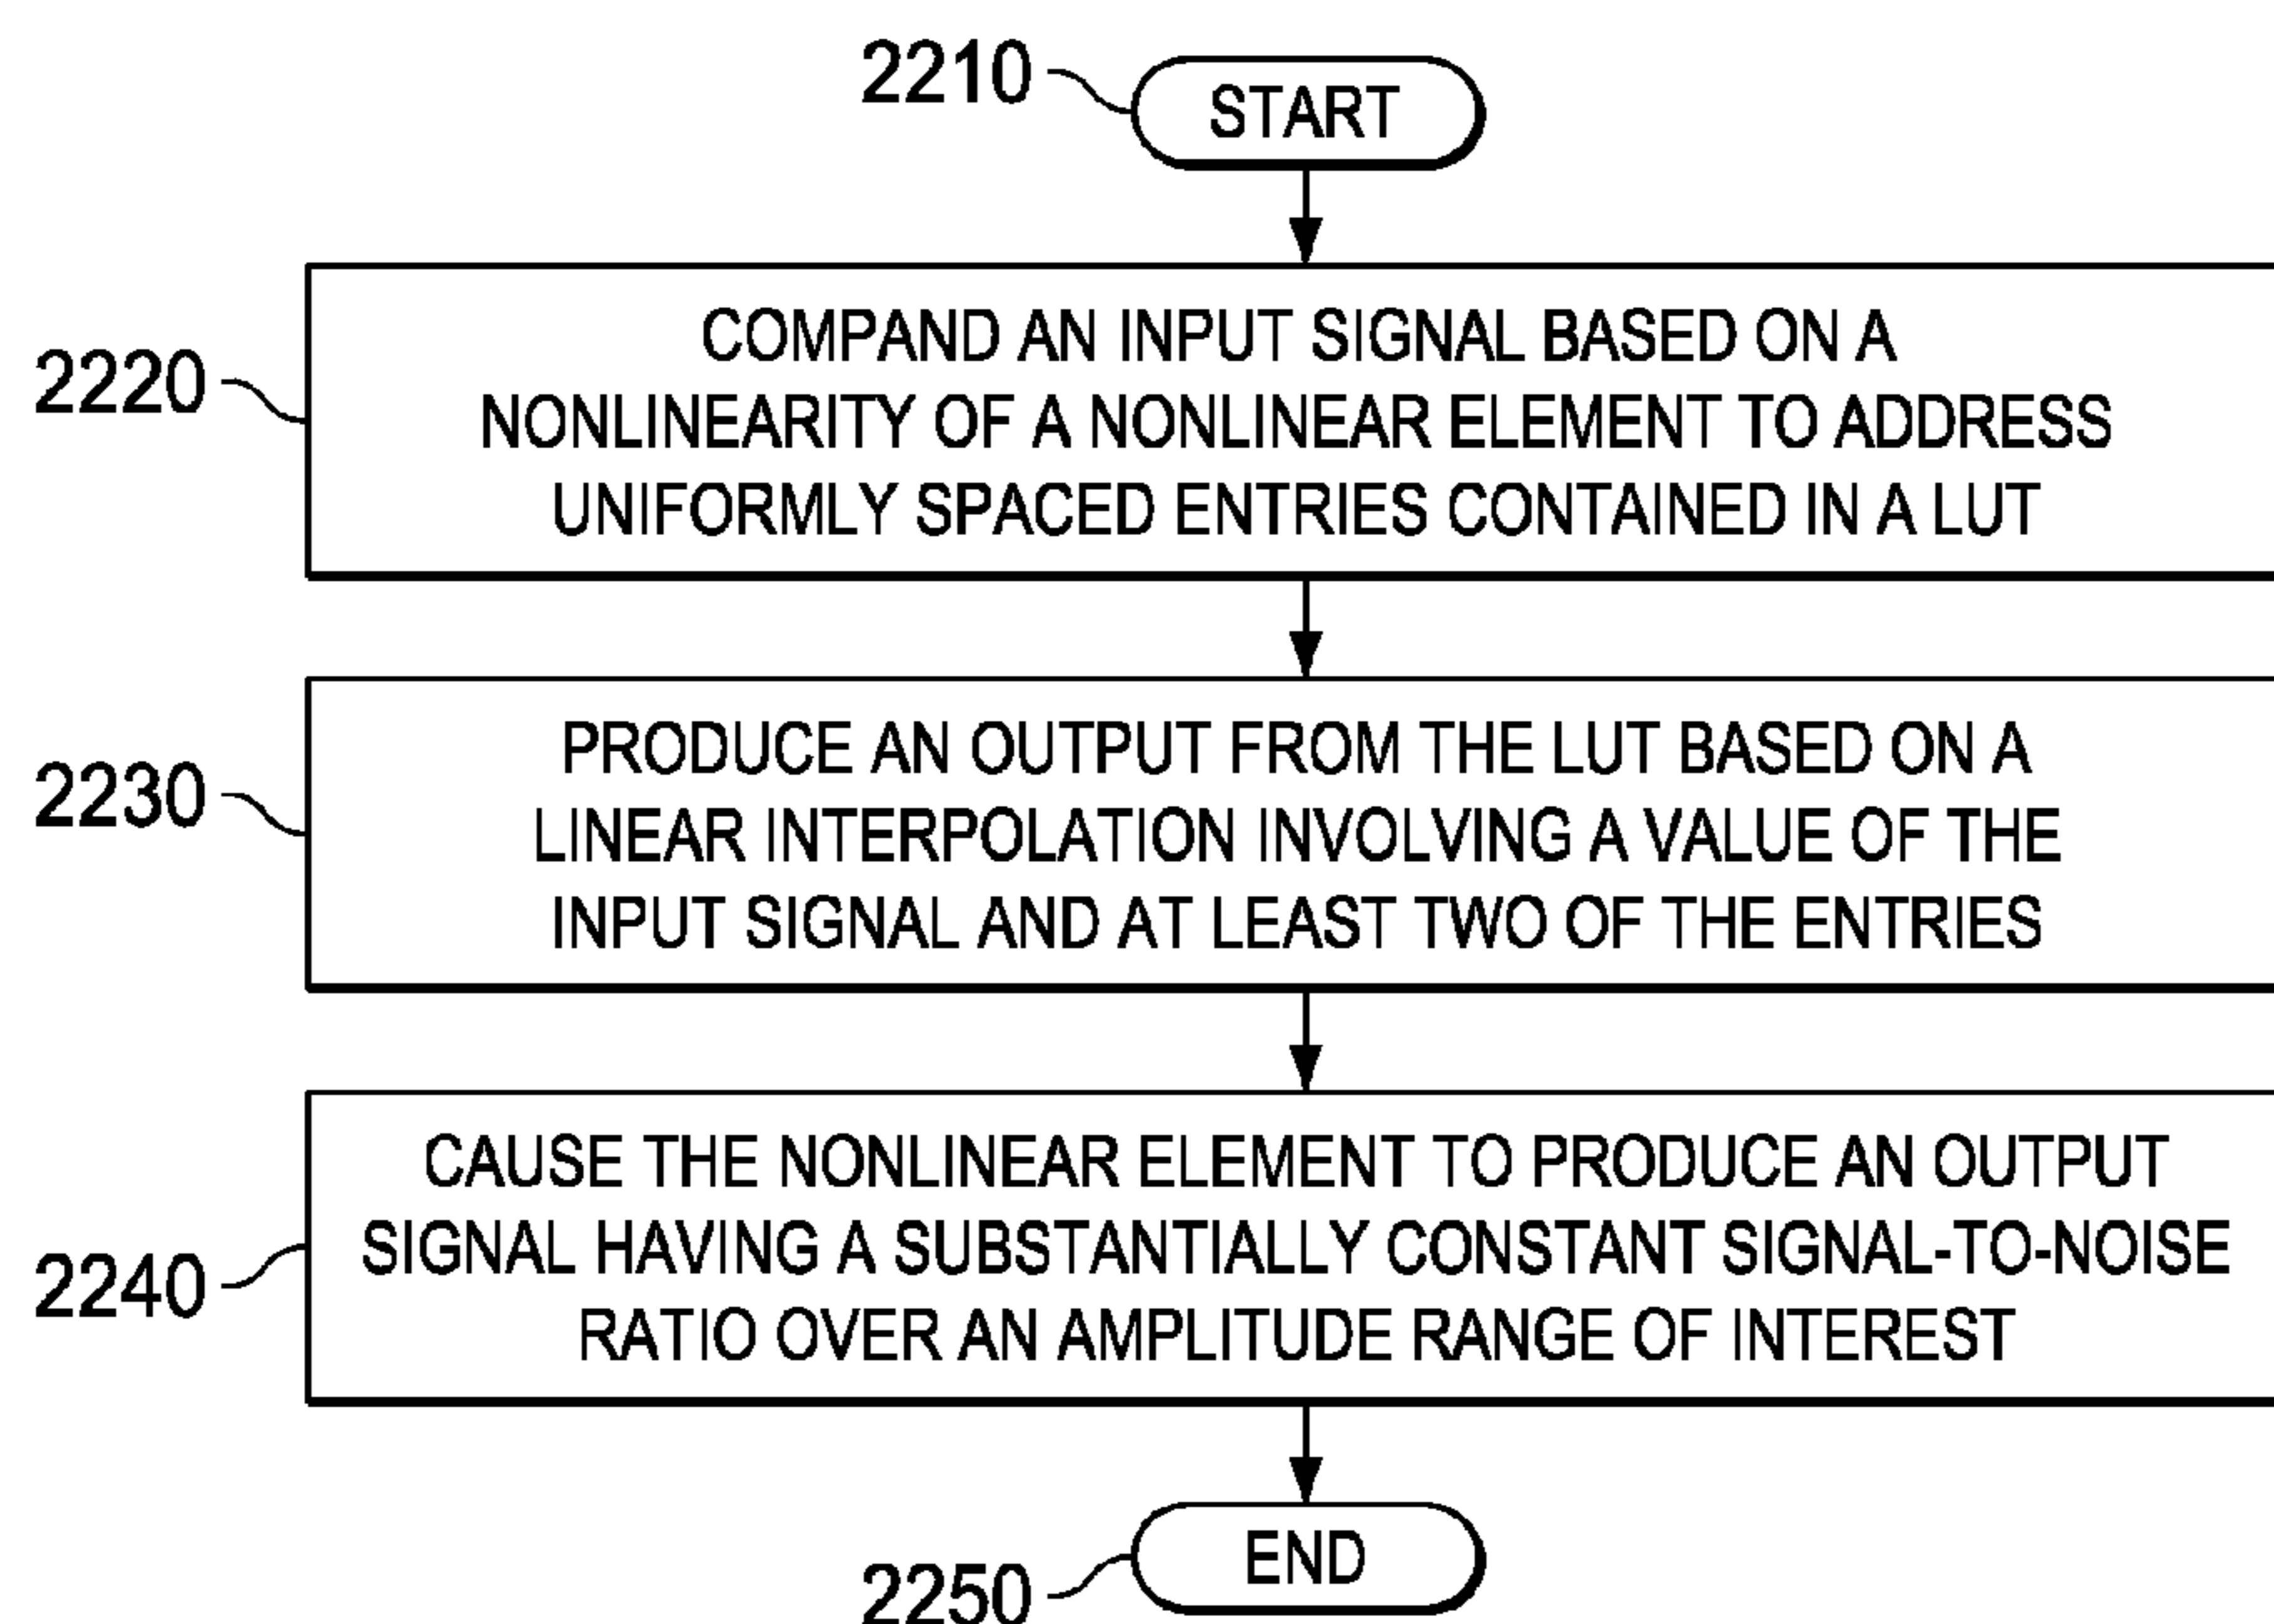 2210
START
2220
COMPAND AN INPUT SIGNAL BASED ON A
NONLINEARITY OF A NONLINEAR ELEMENT TO ADDRESS
UNIFORMLY SPACED ENTRIES CONTAINED IN A LUT
2230
PRODUCE AN OUTPUT FROM THE LUT BASED ON A
LINEAR INTERPOLATION INVOLVING A VALUE OF THE
INPUT SIGNAL AND AT LEAST TWO OF THE ENTRIES
2240
CAUSE THE NONLINEAR ELEMENT TO PRODUCE AN OUTPUT
SIGNAL HAVING A SUBSTANTIALLY CONSTANT SIGNAL-TO-NOISE
RATIO OVER AN AMPLITUDE RANGE OF INTEREST
2250
END